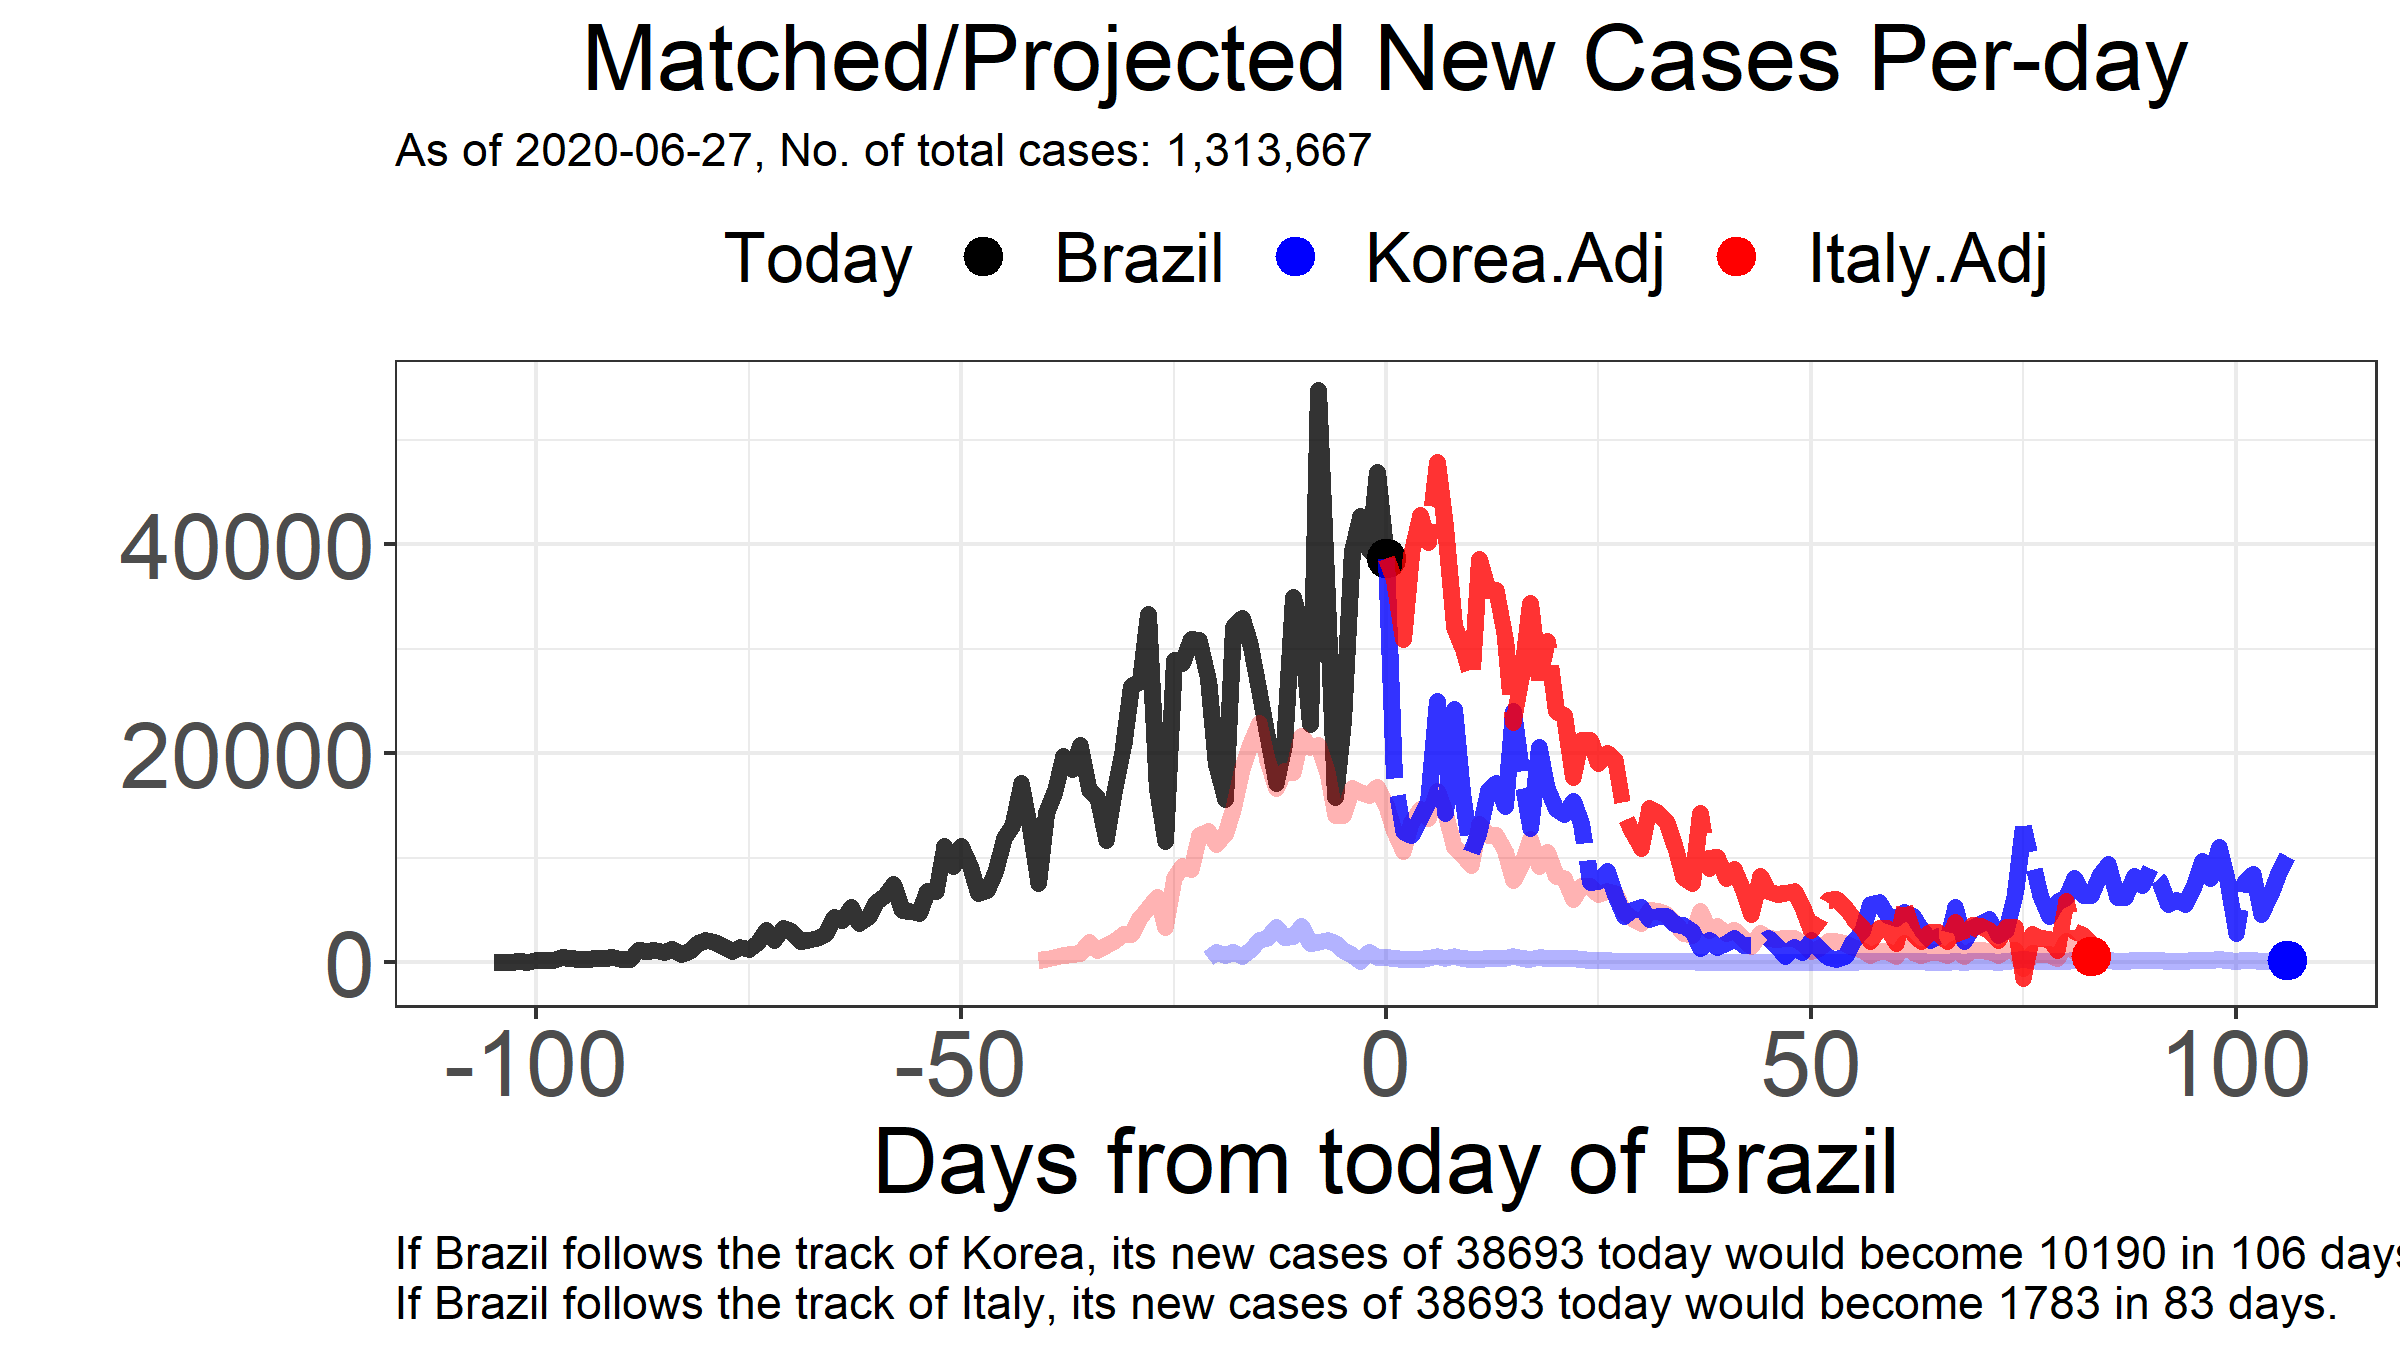 Matched/Projected New Cases Per-day
As of 2020-06-27, No. of total cases: 1,313,667
Today Brazil Korea.Adj Italy.Adj
40000
20000
0
-100 -50 0 50 100
Days from today of Brazil
If Brazil follows the track of Korea, its new cases of 38693 today would become 10190 in 106 days
If Brazil follows the track of Italy, its new cases of 38693 today would become 1783 in 83 days.